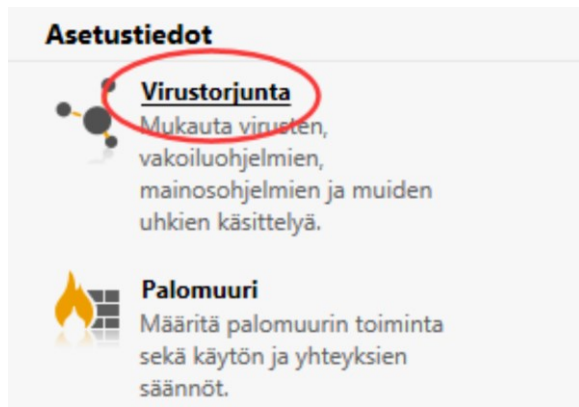 Asetustiedot
Virustorjunta
Mukauta virusten,
vakoiluohjelmien,
mainosohjelmien ja muiden
uhkien käsittelyä.
Palomuuri
Määritä palomuurin toiminta
sekä käytön ja yhteyksien
säännöt.